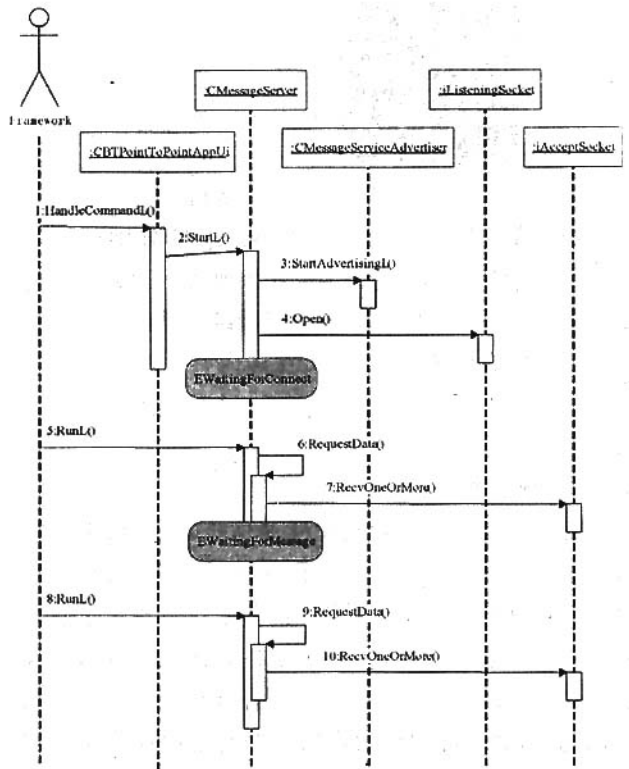 :CMessageServer
:iListeningSocket
Framework
:CBTPointToPointAppUi
:CMessageServiceAdvertiser
:iAcceptSocket
1:HandleCommandL()
2:StartL()
3:StartAdvertisingL()
4:Open()
EWaitingForConnect
5:RunL()
6:RequestData()
7:RecvOneOrMore()
EWaitingForMessage
8:RunL()
9:RequestData()
10:RecvOneOrMore()